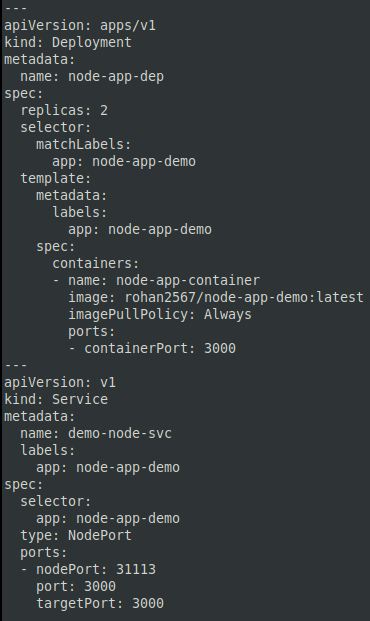 ---
apiVersion: apps/v1
kind: Deployment
metadata:
  name: node-app-dep
spec:
  replicas: 2
  selector:
    matchLabels:
      app: node-app-demo
  template:
    metadata:
      labels:
        app: node-app-demo
    spec:
      containers:
      - name: node-app-container
        image: rohan2567/node-app-demo:latest
        imagePullPolicy: Always
        ports:
        - containerPort: 3000
---
apiVersion: v1
kind: Service
metadata:
  name: demo-node-svc
  labels:
    app: node-app-demo
spec:
  selector:
    app: node-app-demo
  type: NodePort
  ports:
  - nodePort: 31113
    port: 3000
    targetPort: 3000